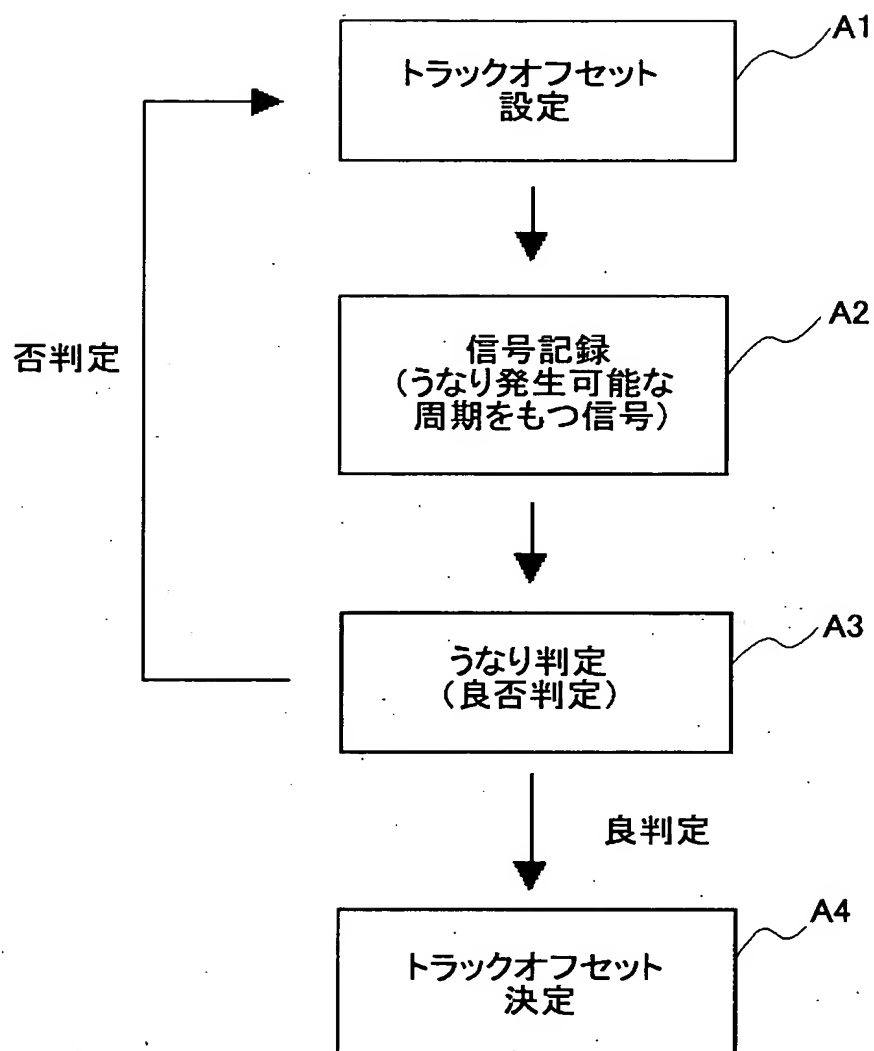 A1
トラックオフセット
設定
A2
信号記録
(うなり発生可能な
周期をもつ信号)
否判定
A3
うなり判定
(良否判定)
良判定
A4
トラックオフセット
決定